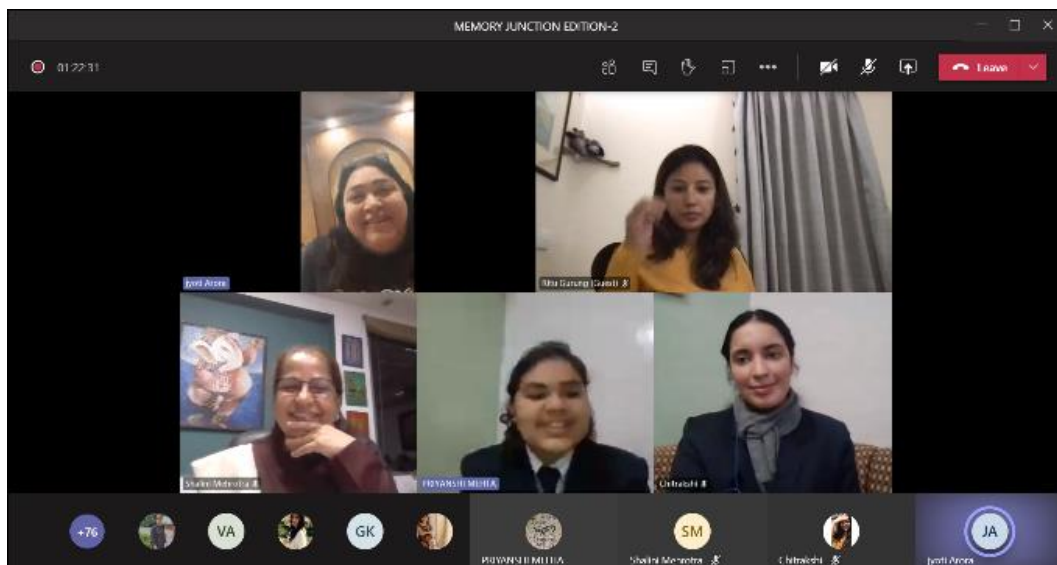 MEMORY JUNCTION EDITION-2
01:22:31
Leave
jyoti Arora
Ritu Gurung (Guest)
Shalini Mehrotra
PRIYANSHI MEHTA
Chitrakshi
+76
VA
GK
SM
JA
PRIYANSHI MEHTA
Shalini Mehrotra
Chitrakshi
jyoti Arora